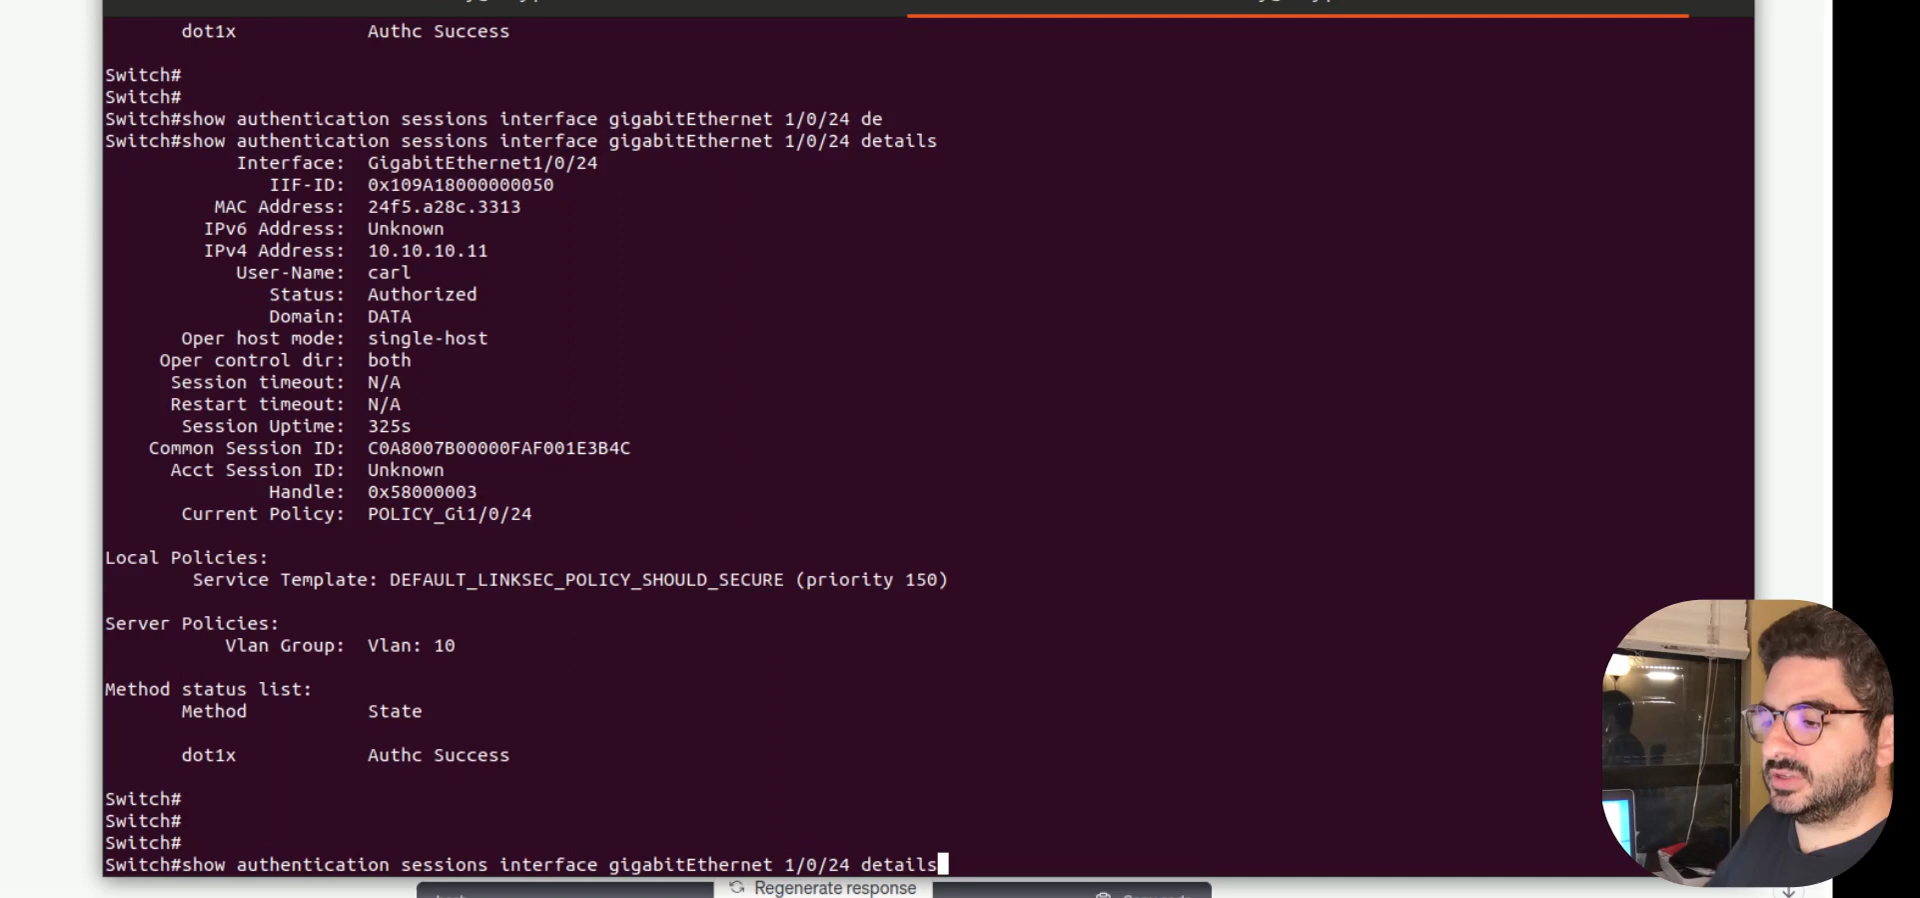 dot1x Authc Success
Switch#
Switch#
Switch#show authentication sessions interface gigabitEthernet 1/0/24 de
Switch#show authentication sessions interface gigabitEthernet 1/0/24 details
Interface: GigabitEthernet1/0/24
IIF-ID: 0x109A18000000050
MAC Address: 24f5.a28c.3313
IPv6 Address: Unknown
IPv4 Address: 10.10.10.11
User-Name: carl
Status: Authorized
Domain: DATA
Oper host mode: single-host
Oper control dir: both
Session timeout: N/A
Restart timeout: N/A
Session Uptime: 325s
Common Session ID: C0A8007B00000FAF001E3B4C
Acct Session ID: Unknown
Handle: 0x58000003
Current Policy: POLICY_Gi1/0/24
Local Policies:
Service Template: DEFAULT_LINKSEC_POLICY_SHOULD_SECURE (priority 150)
Server Policies:
Vlan Group: Vlan: 10
Method status list:
Method State
dot1x Authc Success
Switch#
Switch#
Switch#
Switch#show authentication sessions interface gigabitEthernet 1/0/24 details
Regenerate response